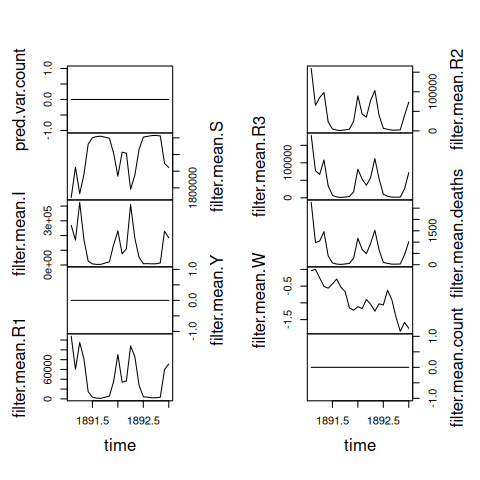 pred.var.count
-1.0 0.0 1.0
filter.mean.S
1800000
filter.mean.I
0e+00 3e+05
filter.mean.Y
-1.0 0.0 1.0
filter.mean.R1
0 60000
1891.5 1892.5
time
filter.mean.R2
0 100000
filter.mean.R3
0 100000
filter.mean.deaths
0 1500
filter.mean.W
-1.5 -0.5
filter.mean.count
-1.0 0.0 1.0
1891.5 1892.5
time